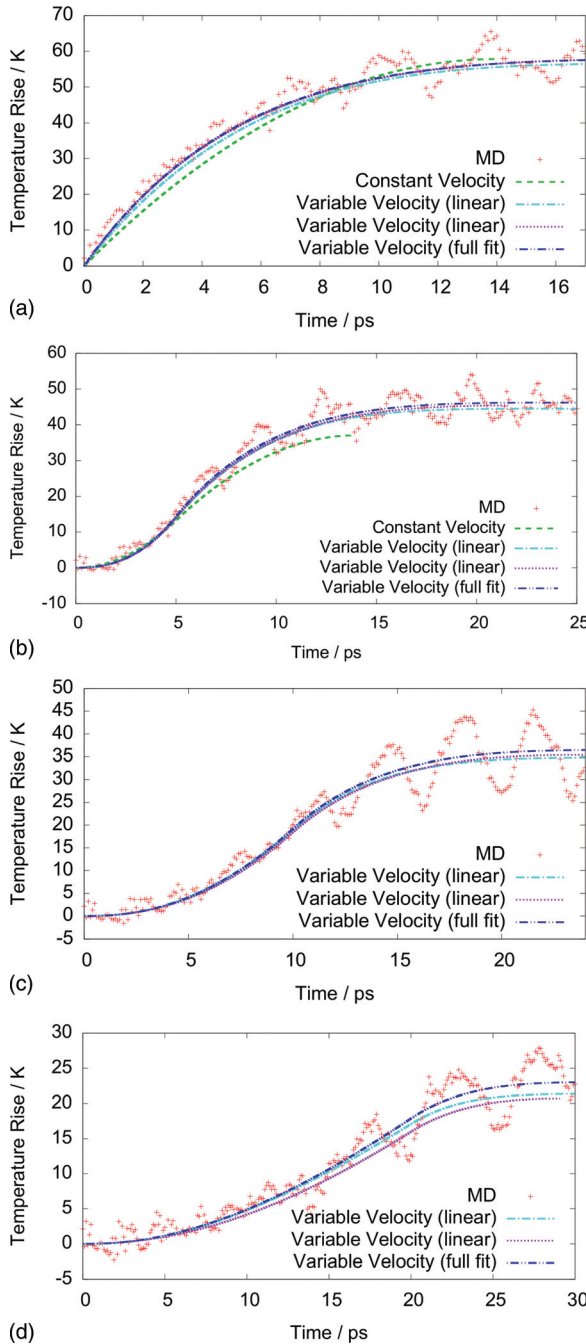 70
60
50
40
30
20
10
0
Temperature Rise / K
MD
Constant Velocity
Variable Velocity (linear)
Variable Velocity (linear)
Variable Velocity (full fit)
0 2 4 6 8 10 12 14 16
Time / ps
(a)
60
50
40
30
20
10
0
-10
Temperature Rise / K
MD
Constant Velocity
Variable Velocity (linear)
Variable Velocity (linear)
Variable Velocity (full fit)
0 5 10 15 20 25
Time / ps
(b)
50
45
40
35
30
25
20
15
10
5
0
-5
Temperature Rise / K
MD
Variable Velocity (linear)
Variable Velocity (linear)
Variable Velocity (full fit)
0 5 10 15 20
Time / ps
(c)
30
25
20
15
10
5
0
-5
Temperature Rise / K
MD
Variable Velocity (linear)
Variable Velocity (linear)
Variable Velocity (full fit)
0 5 10 15 20 25 30
Time / ps
(d)